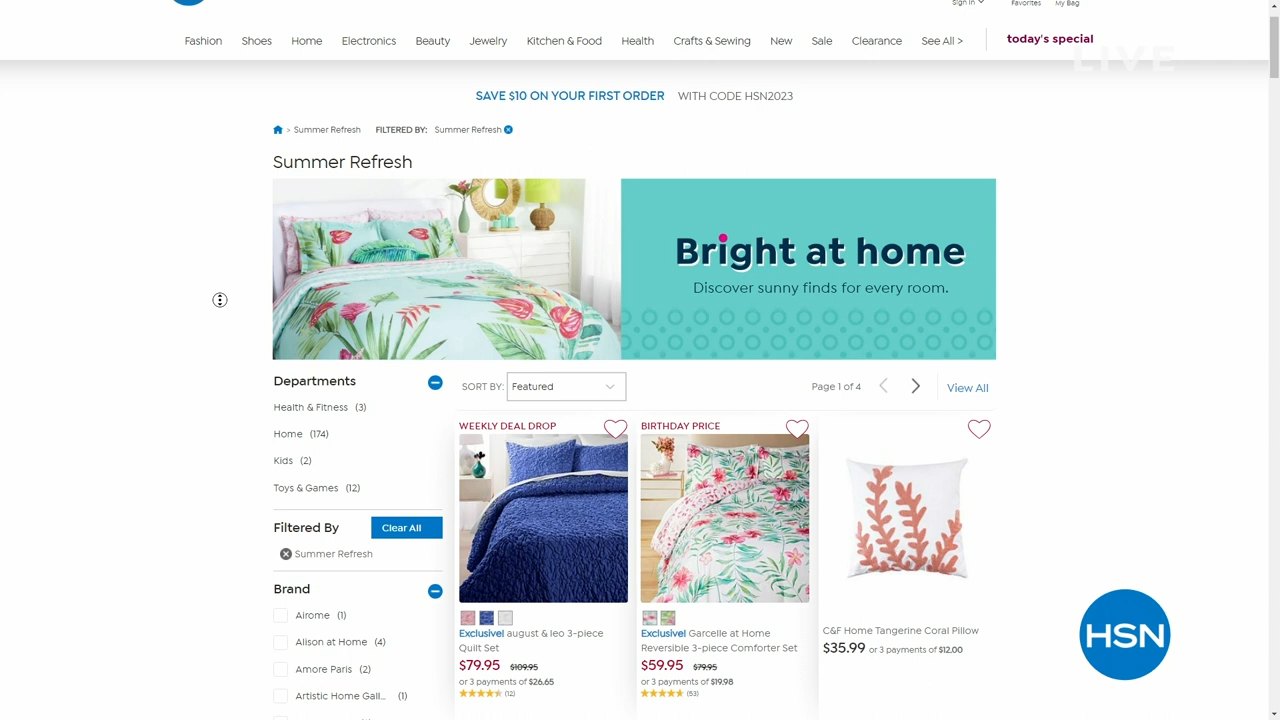 Sign In
Favorites
My Bag
Fashion Shoes Home Electronics Beauty Jewelry Kitchen & Food Health Crafts & Sewing New Sale Clearance See All > today's special
LIVE
SAVE $10 ON YOUR FIRST ORDER WITH CODE HSN2023
> Summer Refresh FILTERED BY: Summer Refresh
Summer Refresh
Bright at home
Discover sunny finds for every room.
Departments
Health & Fitness (3)
Home (174)
Kids (2)
Toys & Games (12)
Filtered By Clear All
Summer Refresh
Brand
Airome (1)
Alison at Home (4)
Amore Paris (2)
Artistic Home Gall... (1)
SORT BY: Featured
Page 1 of 4
View All
WEEKLY DEAL DROP
Exclusive! august & leo 3-piece
Quilt Set
$79.95 $109.95
or 3 payments of $26.65
(12)
BIRTHDAY PRICE
Exclusive! Garcelle at Home
Reversible 3-piece Comforter Set
$59.95 $79.95
or 3 payments of $19.98
(53)
C&F Home Tangerine Coral Pillow
$35.99 or 3 payments of $12.00
HSN